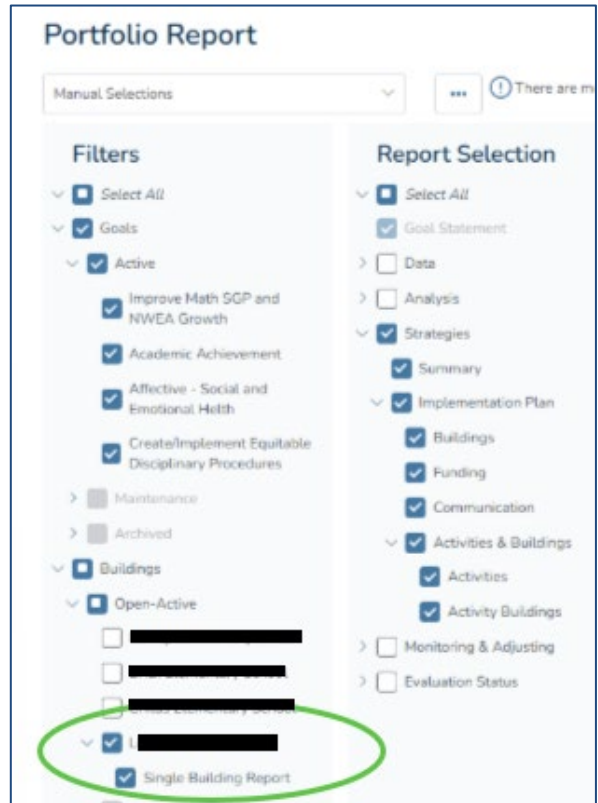 Portfolio Report
Manual Selections
There are m
Filters
Select All
Goals
Active
Improve Math SGP and
NWEA Growth
Academic Achievement
Affective - Social and
Emotional Helth
Create/Implement Equitable
Disciplinary Procedures
Maintenance
Archived
Buildings
Open-Active
L
Single Building Report
Report Selection
Select All
Goal Statement
Data
Analysis
Strategies
Summary
Implementation Plan
Buildings
Funding
Communication
Activities & Buildings
Activities
Activity Buildings
Monitoring & Adjusting
Evaluation Status